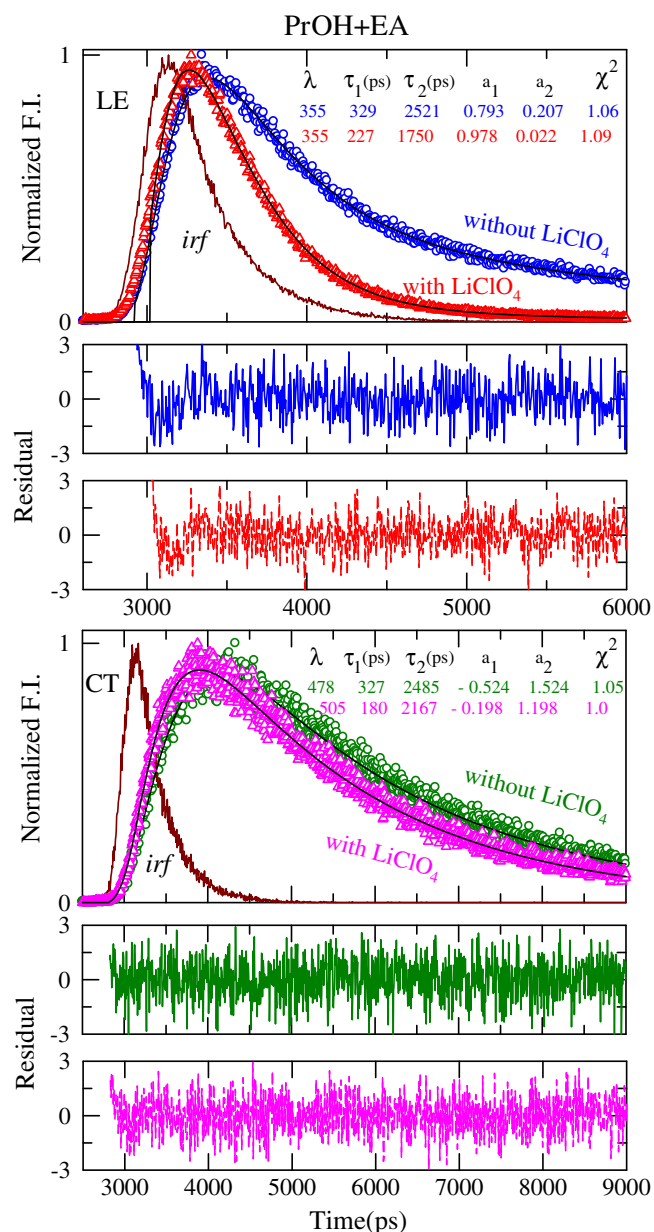 PrOH+EA
1
LE
λ τ₁(ps) τ₂(ps) a₁ a₂ χ²
355 329 2521 0.793 0.207 1.06
355 227 1750 0.978 0.022 1.09
Normalized F.I.
irf
without LiClO₄
with LiClO₄
0
3
0
-3
Residual
3
0
-3
3000 4000 5000 6000
1
CT
λ τ₁(ps) τ₂(ps) a₁ a₂ χ²
478 327 2485 - 0.524 1.524 1.05
505 180 2167 - 0.198 1.198 1.0
Normalized F.I.
without LiClO₄
irf
with LiClO₄
0
3
0
-3
Residual
3
0
-3
3000 4000 5000 6000 7000 8000 9000
Time(ps)